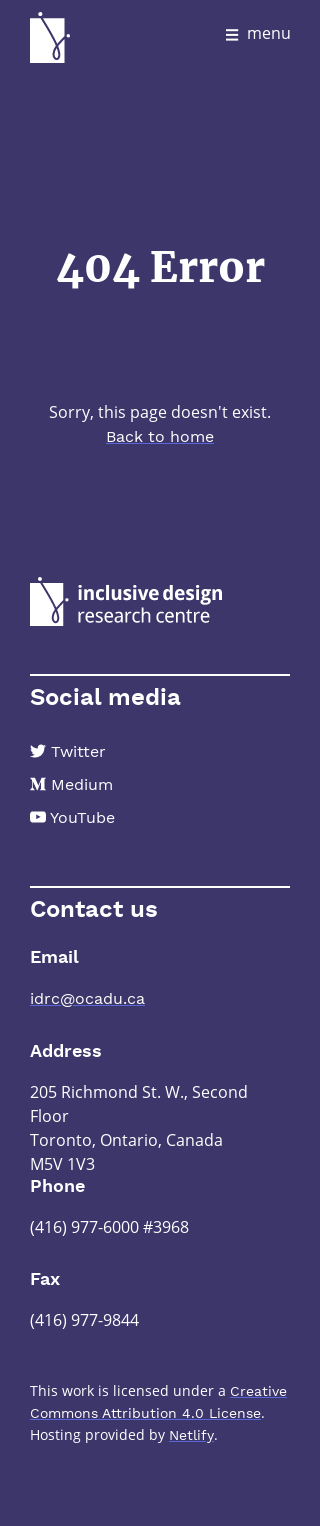 menu
404 Error
Sorry, this page doesn't exist.
Back to home
inclusive design
research centre
Social media
Twitter
Medium
YouTube
Contact us
Email
idrc@ocadu.ca
Address
205 Richmond St. W., Second
Floor
Toronto, Ontario, Canada
M5V 1V3
Phone
(416) 977-6000 #3968
Fax
(416) 977-9844
This work is licensed under a Creative
Commons Attribution 4.0 License.
Hosting provided by Netlify.